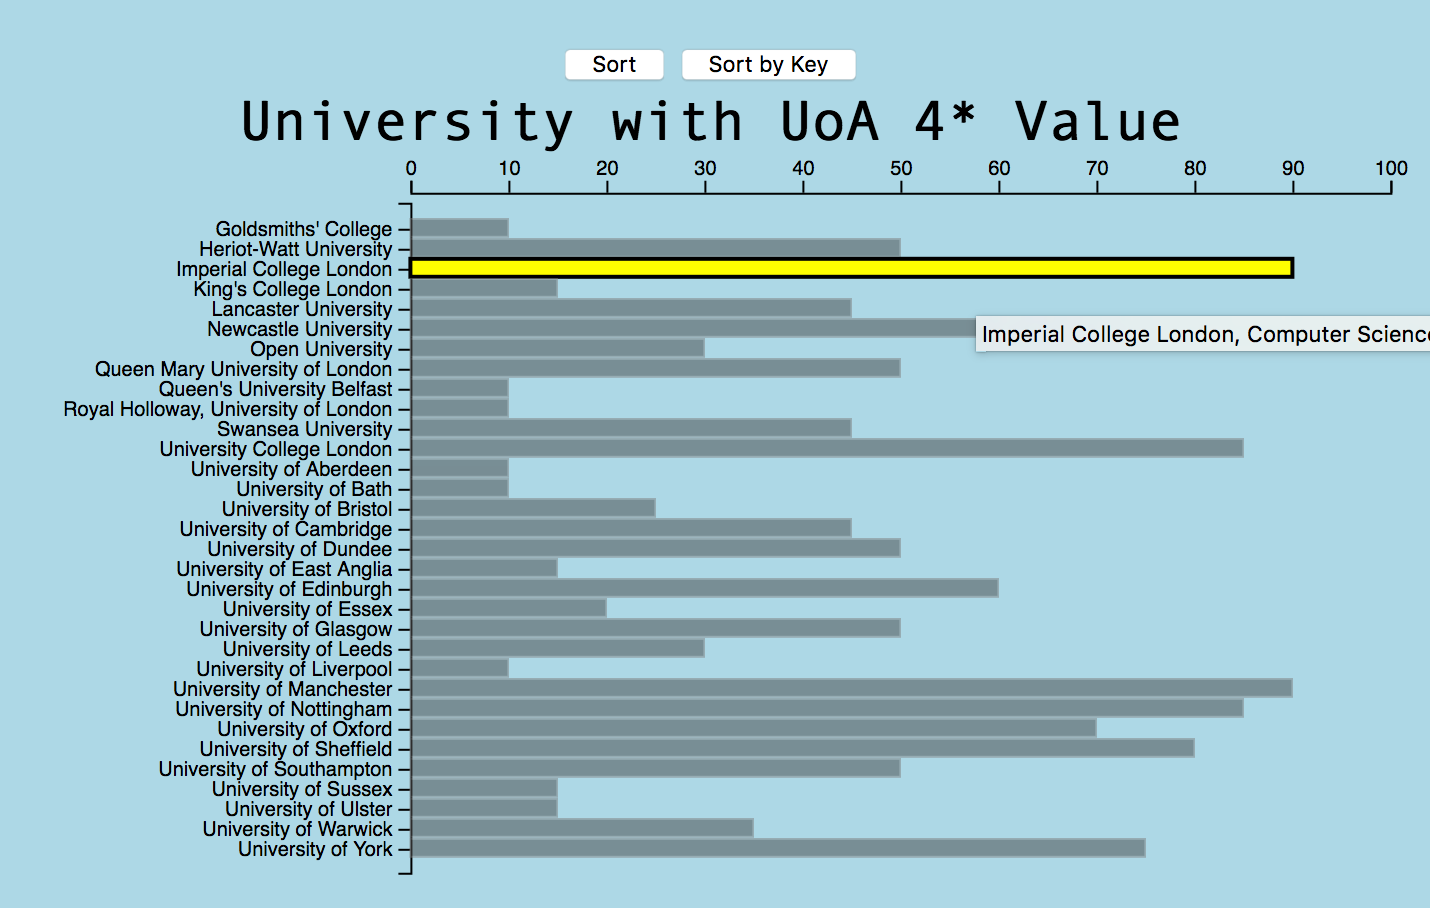 Sort Sort by Key
University with UoA 4* Value
0 10 20 30 40 50 60 70 80 90 100
Goldsmiths' College
Heriot-Watt University
Imperial College London
King's College London
Lancaster University
Newcastle University
Imperial College London, Computer Science
Open University
Queen Mary University of London
Queen's University Belfast
Royal Holloway, University of London
Swansea University
University College London
University of Aberdeen
University of Bath
University of Bristol
University of Cambridge
University of Dundee
University of East Anglia
University of Edinburgh
University of Essex
University of Glasgow
University of Leeds
University of Liverpool
University of Manchester
University of Nottingham
University of Oxford
University of Sheffield
University of Southampton
University of Sussex
University of Ulster
University of Warwick
University of York